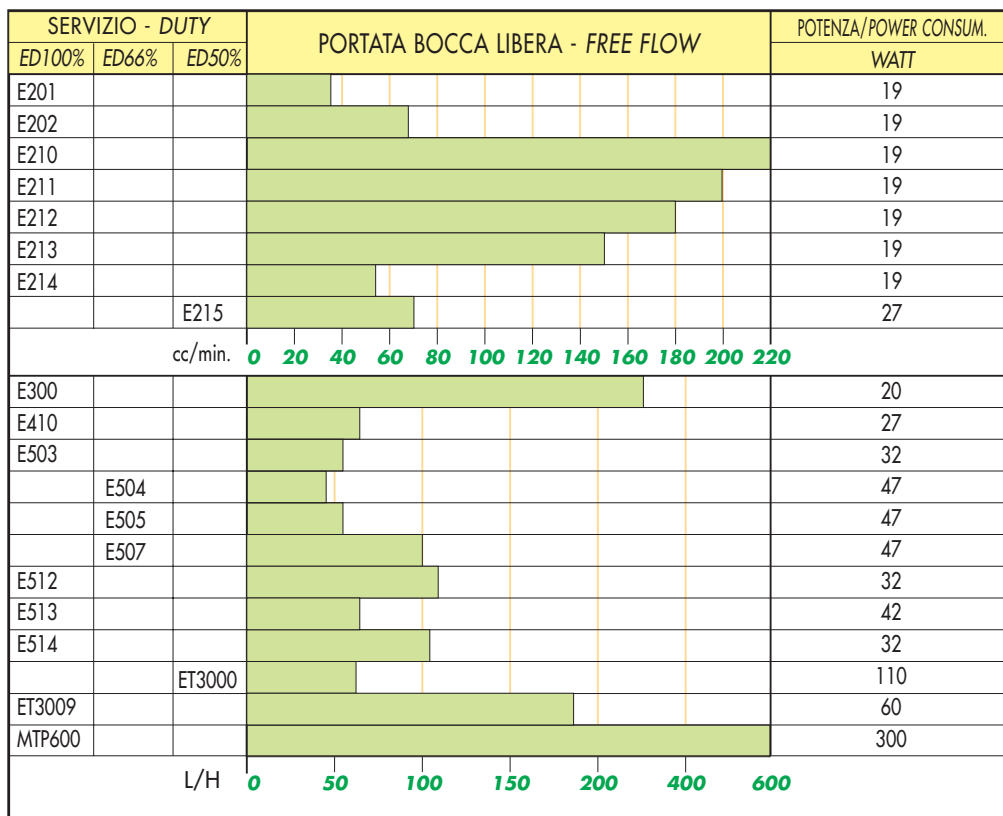 SERVIZIO - DUTY
PORTATA BOCCA LIBERA - FREE FLOW
POTENZA/POWER CONSUM.
ED100% ED66% ED50%
WATT
E201 19
E202 19
E210 19
E211 19
E212 19
E213 19
E214 19
E215 27
cc/min. 0 20 40 60 80 100 120 140 160 180 200 220
E300 20
E410 27
E503 32
E504 47
E505 47
E507 47
E512 32
E513 42
E514 32
ET3000 110
ET3009 60
MTP600 300
L/H 0 50 100 150 200 400 600